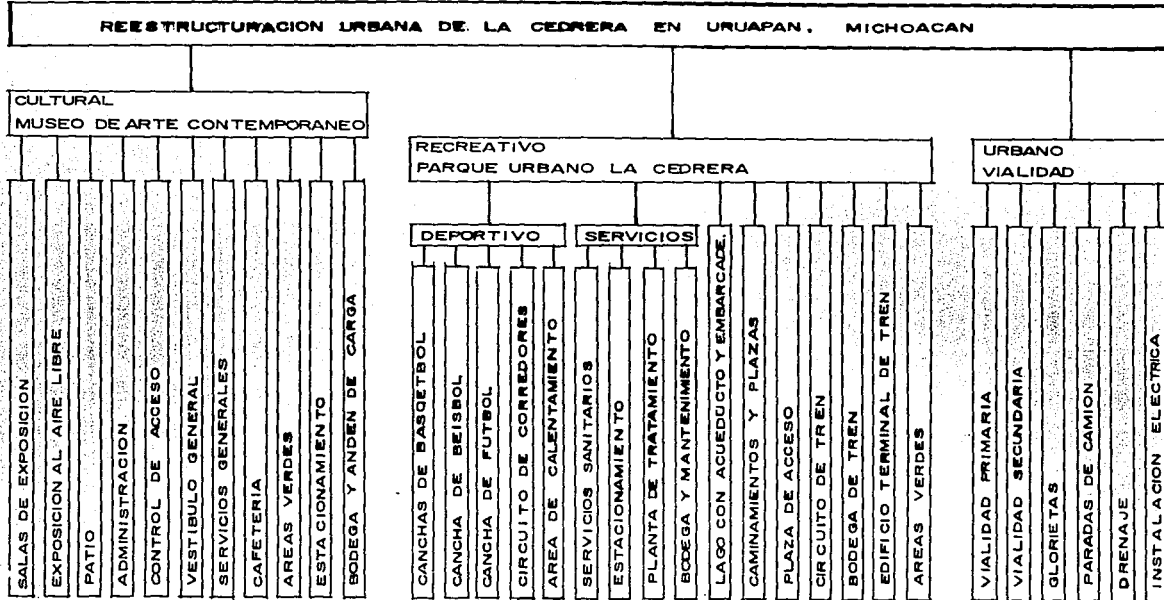 REESTRUCTURACION URBANA DE LA CEDRERA EN URUAPAN, MICHOACAN
CULTURAL
MUSEO DE ARTE CONTEMPORANEO
SALAS DE EXPOSICION
EXPOSICION AL AIRE LIBRE
PATIO
ADMINISTRACION
CONTROL DE ACCESO
VESTIBULO GENERAL
SERVICIOS GENERALES
CAFETERIA
AREAS VERDES
ESTACIONAMIENTO
BODEGA Y ANDEN DE CARGA
RECREATIVO
PARQUE URBANO LA CEDRERA
DEPORTIVO
CANCHAS DE BASQETBOL
CANCHA DE BEISBOL
CANCHA DE FUTBOL
CIRCUITO DE CORREDORES
AREA DE CALENTAMIENTO
SERVICIOS
SERVICIOS SANITARIOS
ESTACIONAMIENTO
PLANTA DE TRATAMIENTO
BODEGA Y MANTENIMIENTO
LAGO CON ACUEDUCTO Y EMBARCADE.
CAMINAMIENTOS Y PLAZAS
PLAZA DE ACCESO
CIRCUITO DE TREN
BODEGA DE TREN
EDIFICIO TERMINAL DE TREN
AREAS VERDES
URBANO
VIALIDAD
VIALIDAD PRIMARIA
VIALIDAD SECUNDARIA
GLORIETAS
PARADAS DE CAMION
DRENAJE
INSTALACION ELECTRICA